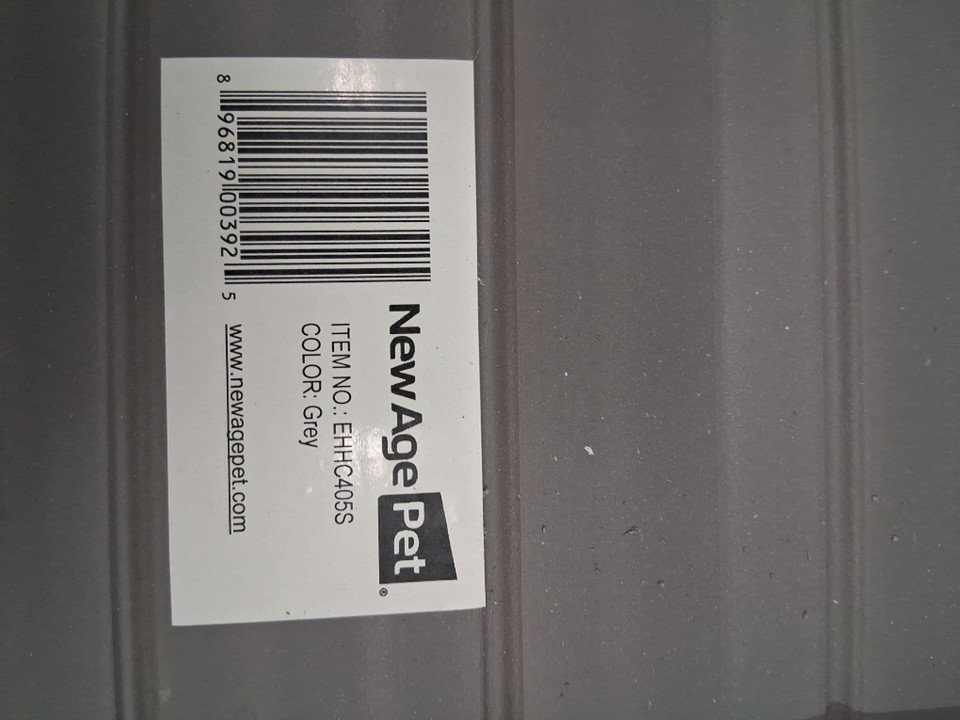 NewAge Pet®
ITEM NO.: EHHC405S
COLOR: Grey
www.newagepet.com
8 96819 00392 5